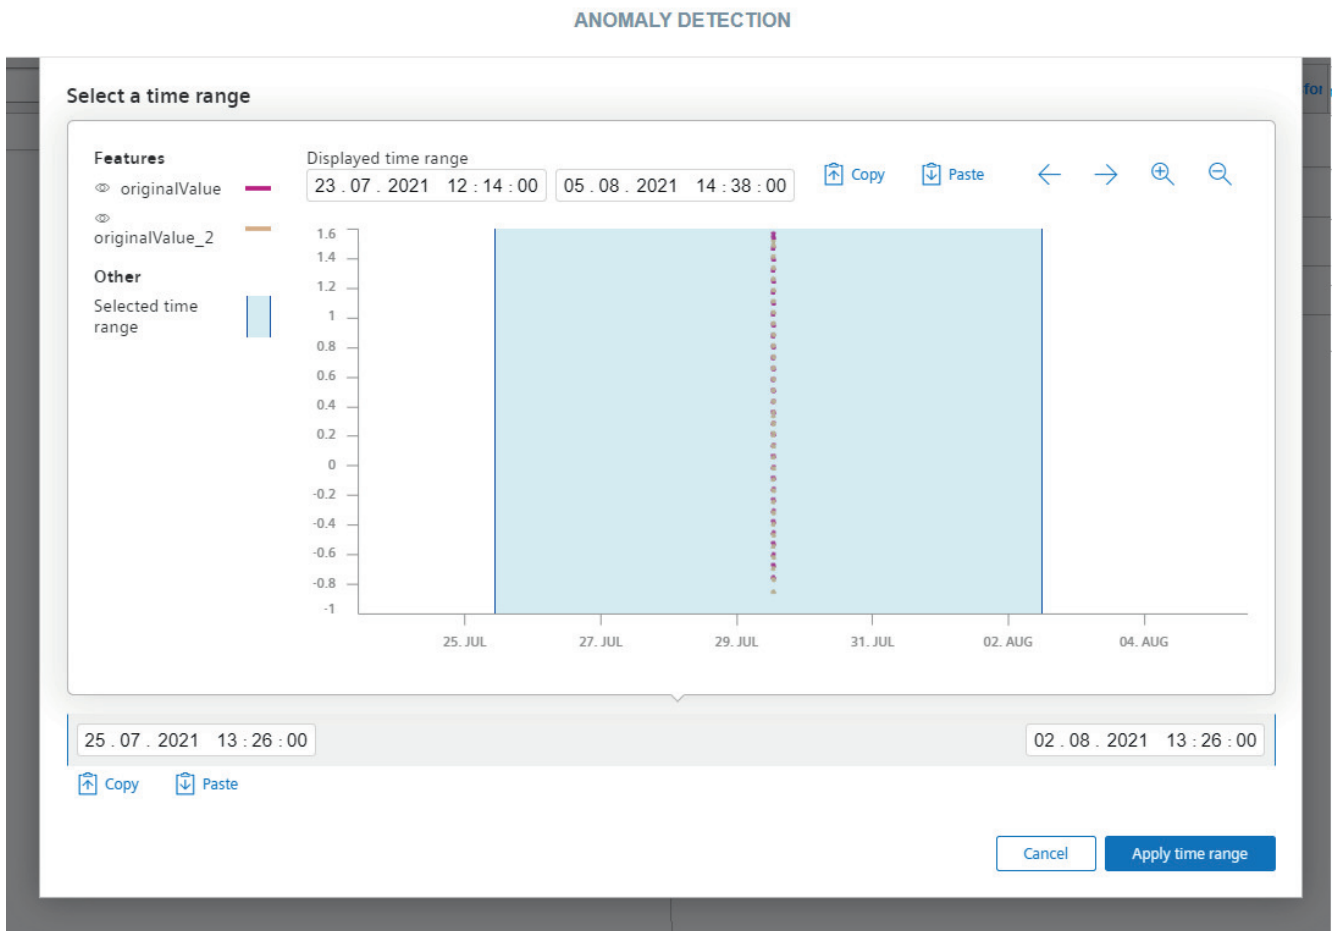 ANOMALY DETECTION
for
Select a time range
Features
originalValue
originalValue_2
Other
Selected time
range
Displayed time range
23 . 07 . 2021 12 : 14 : 00
05 . 08 . 2021 14 : 38 : 00
Copy
Paste
1.6
1.4
1.2
1
0.8
0.6
0.4
0.2
0
-0.2
-0.4
-0.6
-0.8
-1
25. JUL
27. JUL
29. JUL
31. JUL
02. AUG
04. AUG
25 . 07 . 2021 13 : 26 : 00
02 . 08 . 2021 13 : 26 : 00
Copy
Paste
Cancel
Apply time range